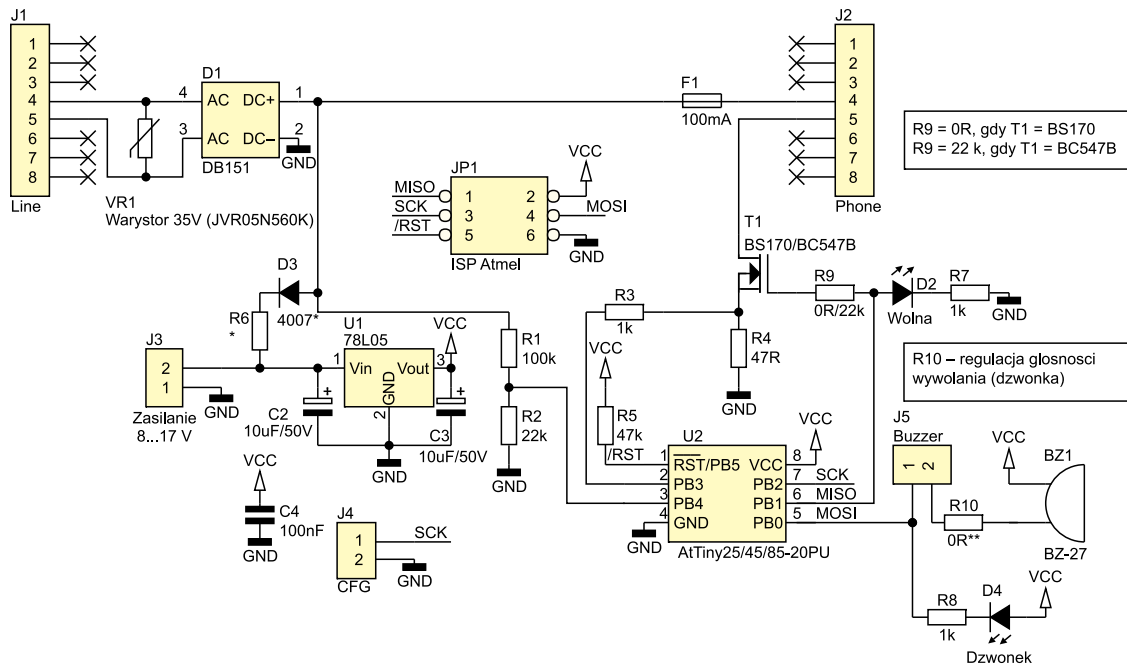 J1
1
2
3
4
5
6
7
8
Line
VR1
Warystor 35V (JVR05N560K)
D1
4 AC DC+ 1
3 AC DC– 2
DB151
GND
F1
100mA
J2
1
2
3
4
5
6
7
8
Phone
R9 = 0R, gdy T1 = BS170
R9 = 22 k, gdy T1 = BC547B
JP1
VCC
MISO 1 2
SCK 3 4 MOSI
/RST 5 6
GND
ISP Atmel
T1
BS170/BC547B
D3
4007*
R6
*
J3
2
1
GND
Zasilanie
8...17 V
U1
78L05
VCC
1 Vin Vout 3
GND
2
C2
10uF/50V
C3
10uF/50V
GND
R1
100k
R2
22k
GND
R3
1k
R4
47R
GND
R9
0R/22k
D2
Wolna
R7
1k
GND
R10 – regulacja glosnosci
wywolania (dzwonka)
VCC
R5
47k
/RST
U2
1 RST/PB5 VCC 8
VCC
2 PB3 PB2 7 SCK
3 PB4 PB1 6 MISO
4 GND PB0 5 MOSI
GND
AtTiny25/45/85-20PU
J5
Buzzer
1
2
VCC
BZ1
R10
0R**
BZ-27
R8
1k
D4
VCC
Dzwonek
VCC
C4
100nF
GND
J4
1 SCK
2
GND
CFG